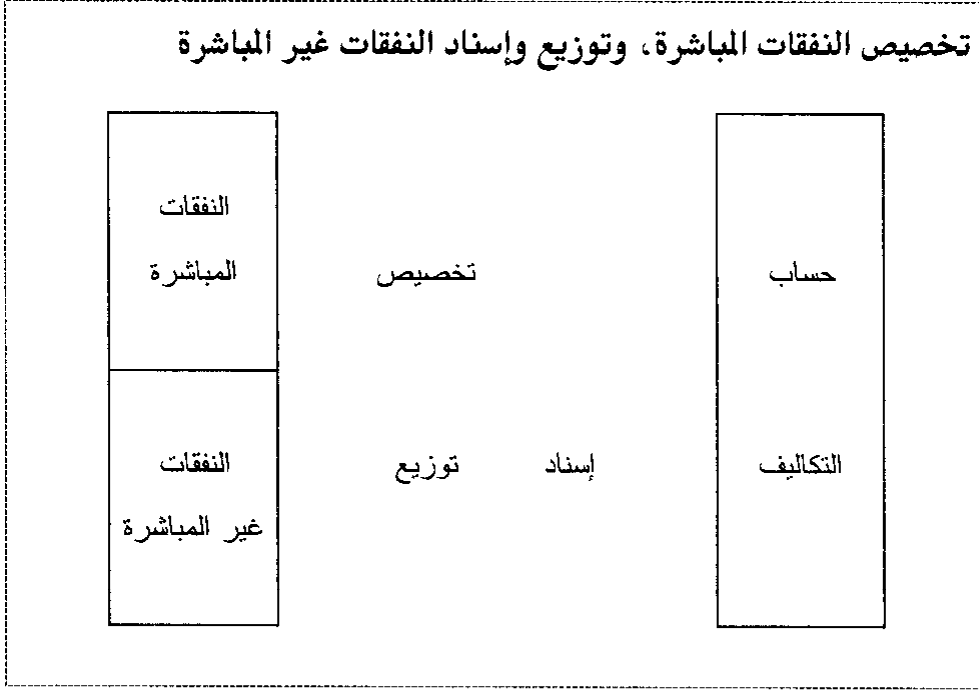 تخصيص النفقات المباشرة، وتوزيع وإسناد النفقات غير المباشرة
حساب
التكاليف
تخصيص
إسناد
توزيع
النفقات
المباشرة
النفقات
غير المباشرة